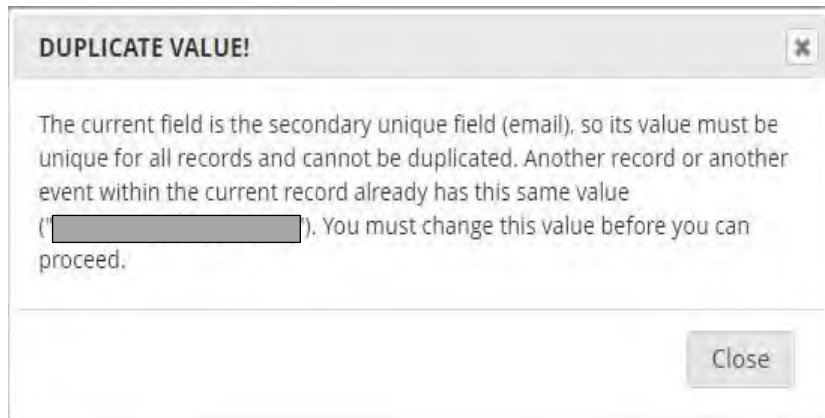 DUPLICATE VALUE!
The current field is the secondary unique field (email), so its value must be
unique for all records and cannot be duplicated. Another record or another
event within the current record already has this same value
(" "). You must change this value before you can
proceed.
Close